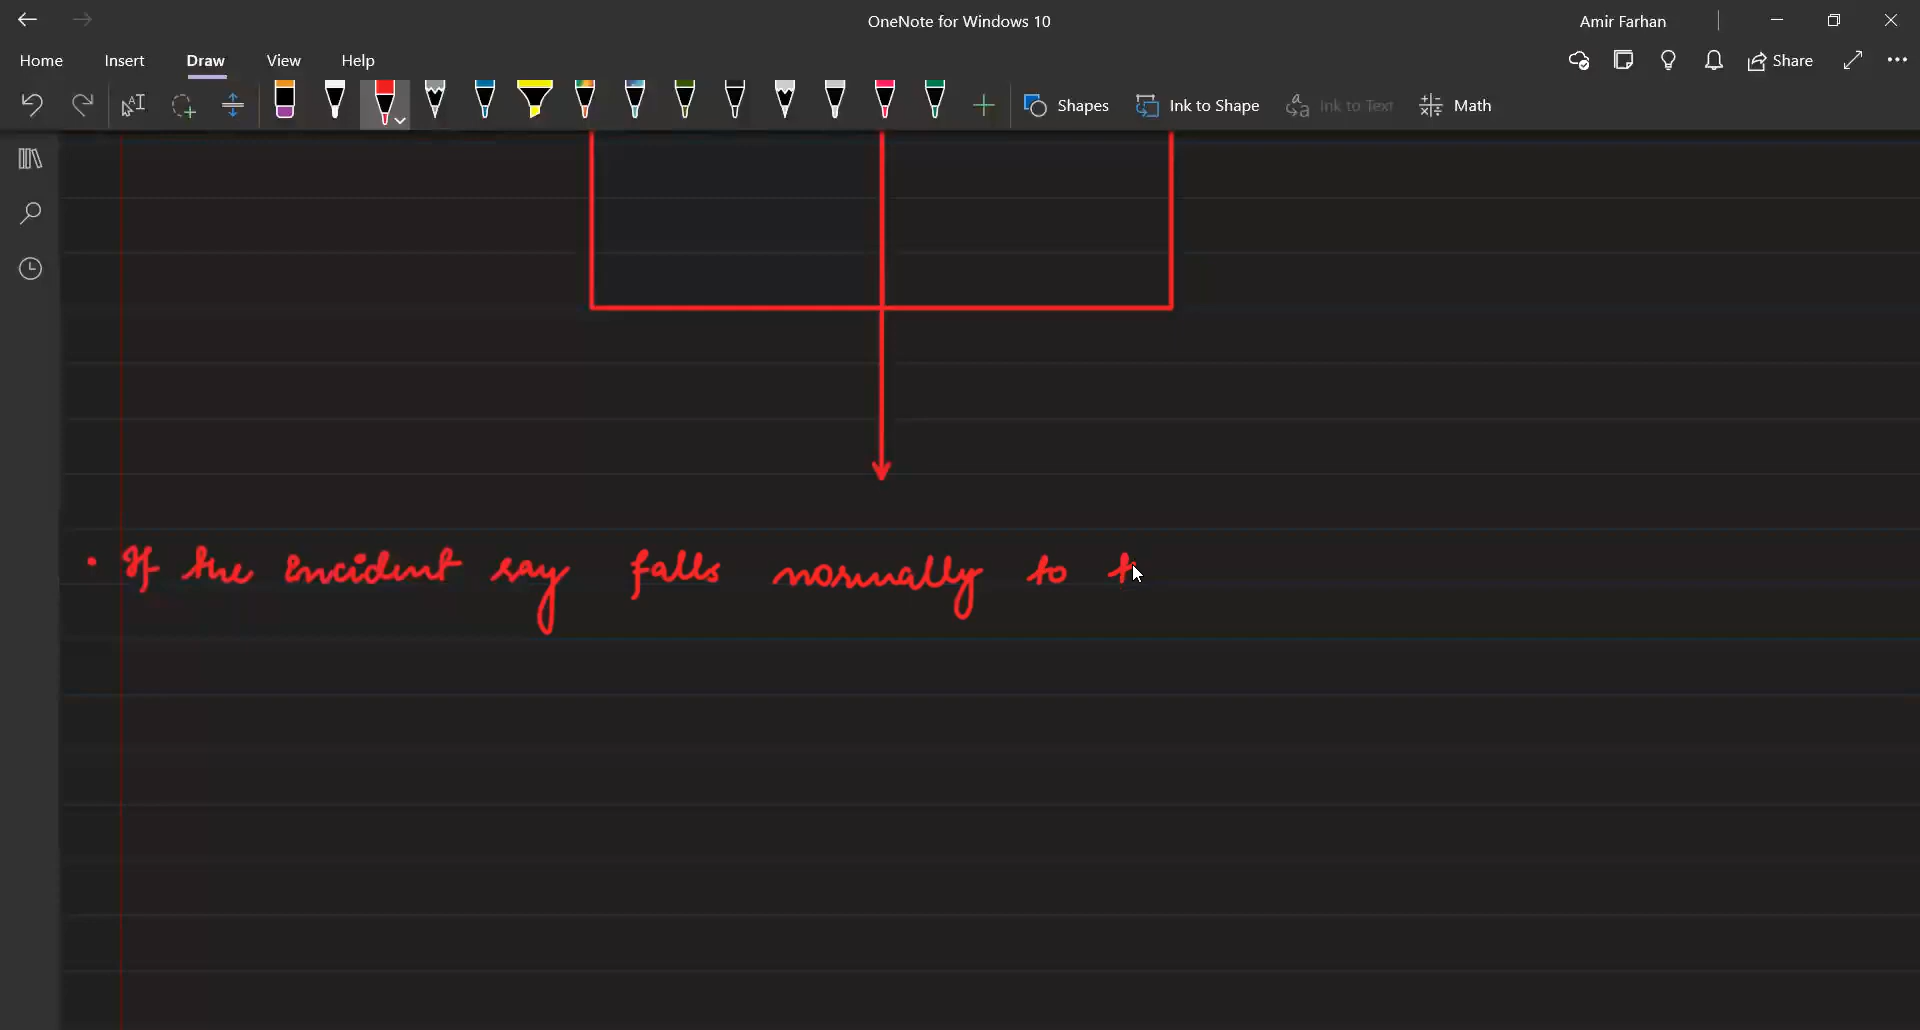 OneNote for Windows 10
Amir Farhan
Home Insert Draw View Help
Share
Shapes Ink to Shape Ink to Text Math
• If the incident ray falls normally to t